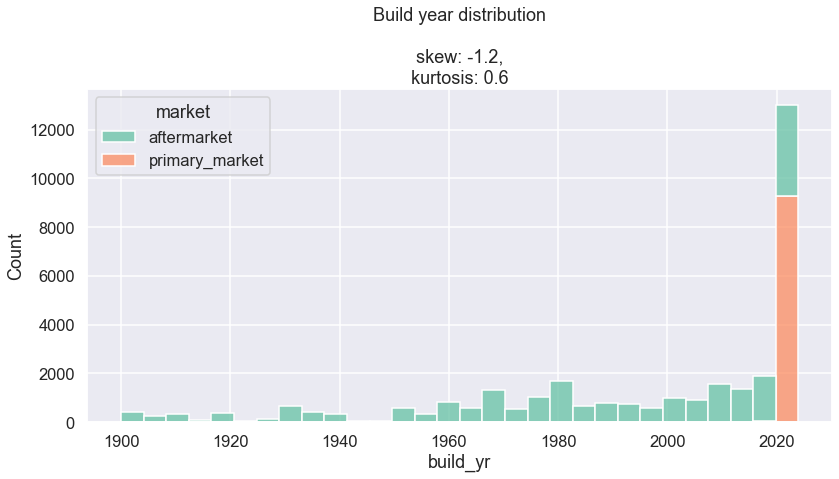 Build year distribution
skew: -1.2,
kurtosis: 0.6
market
aftermarket
primary_market
12000
10000
8000
6000
4000
2000
0
Count
1900
1920
1940
1960
1980
2000
2020
build_yr